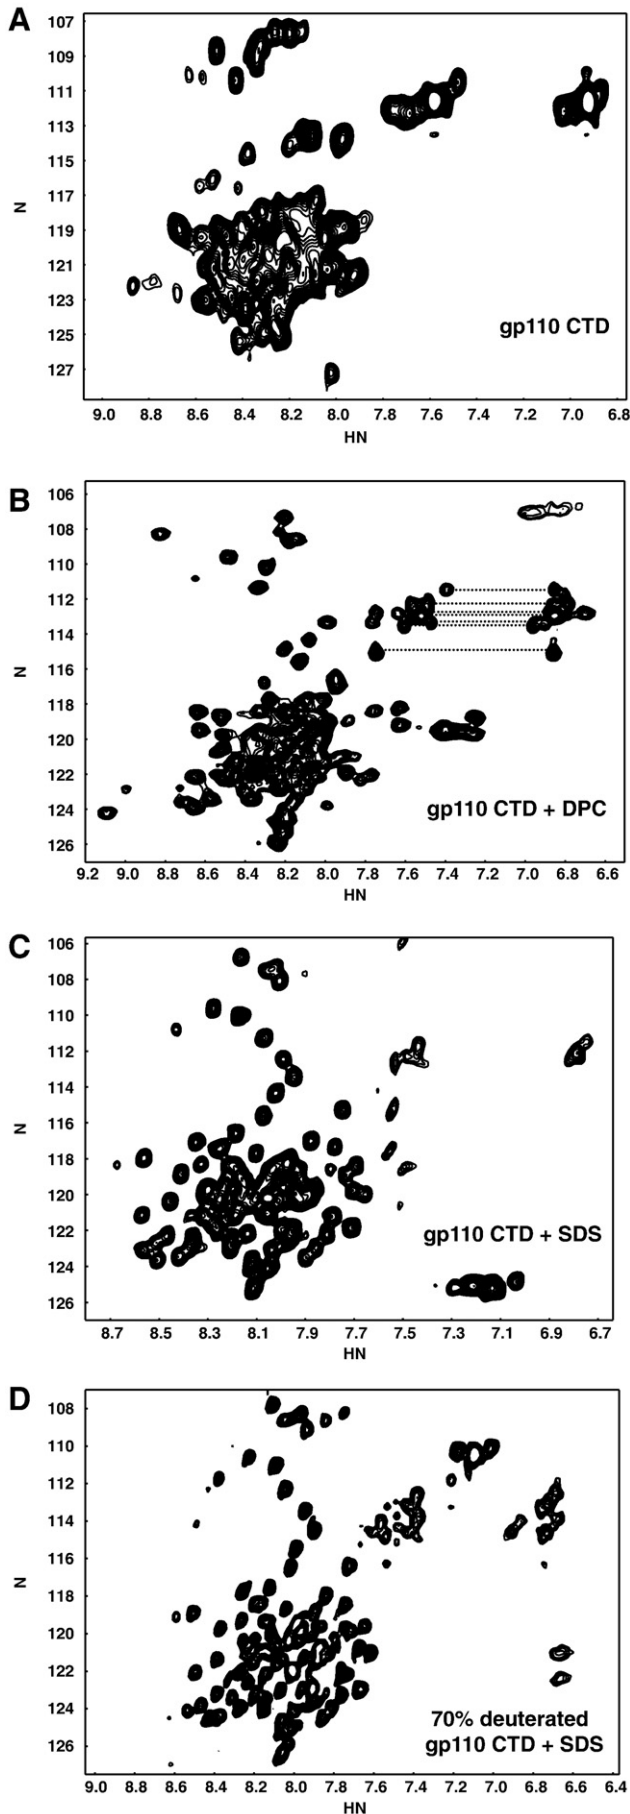 A
107
109
111
113
115
117
119
121
123
125
127
N
gp110 CTD
9.0 8.8 8.6 8.4 8.2 8.0 7.8 7.6 7.4 7.2 7.0 6.8
HN
B
106
108
110
112
114
116
118
120
122
124
126
N
gp110 CTD + DPC
9.2 9.0 8.8 8.6 8.4 8.2 8.0 7.8 7.6 7.4 7.2 7.0 6.8 6.6
HN
C
106
108
110
112
114
116
118
120
122
124
126
N
gp110 CTD + SDS
8.7 8.5 8.3 8.1 7.9 7.7 7.5 7.3 7.1 6.9 6.7
HN
D
108
110
112
114
116
118
120
122
124
126
N
70% deuterated
gp110 CTD + SDS
9.0 8.8 8.6 8.4 8.2 8.0 7.8 7.6 7.4 7.2 7.0 6.8 6.6 6.4
HN